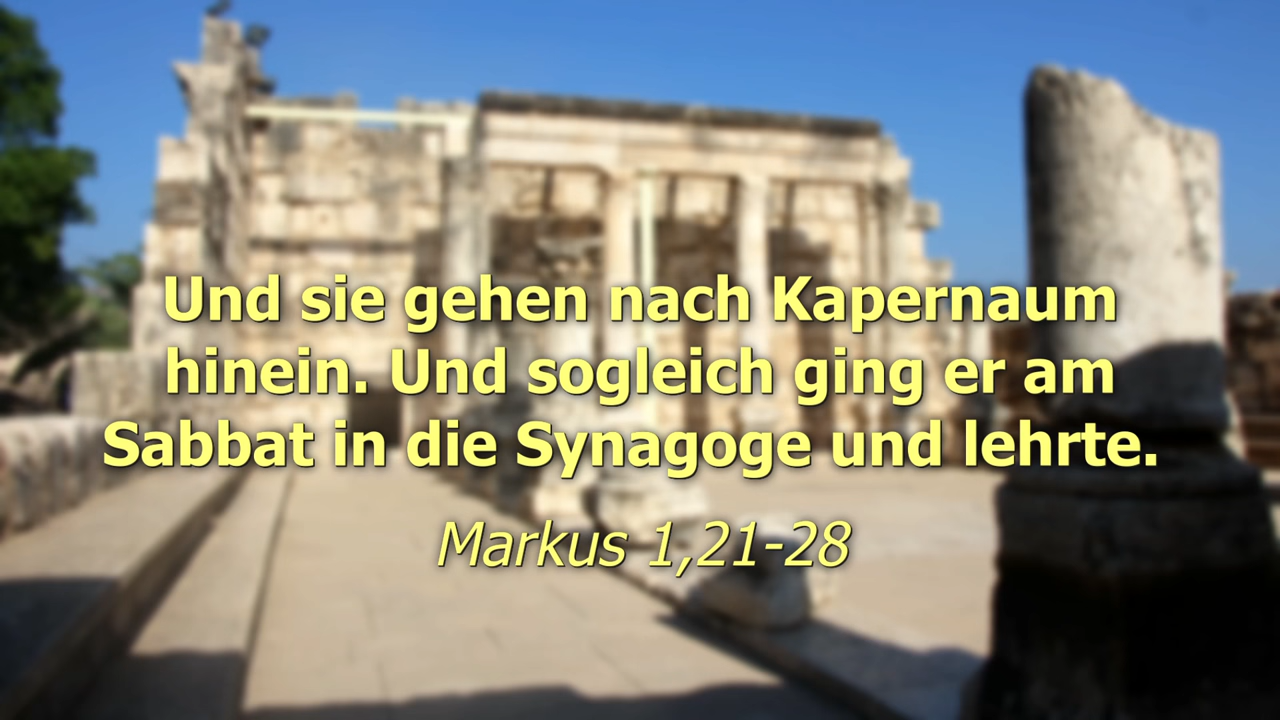 Und sie gehen nach Kapernaum
hinein. Und sogleich ging er am
Sabbat in die Synagoge und lehrte.
Markus 1,21-28